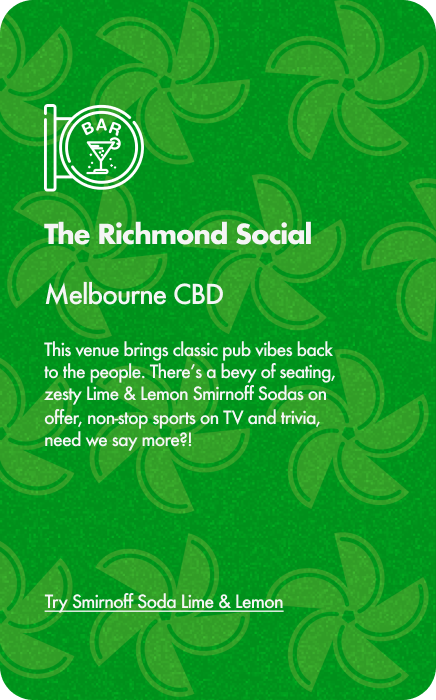 BAR
The Richmond Social
Melbourne CBD
This venue brings classic pub vibes back
to the people. There's a bevy of seating,
zesty Lime & Lemon Smirnoff Sodas on
offer, non-stop sports on TV and trivia,
need we say more?!
Try Smirnoff Soda Lime & Lemon